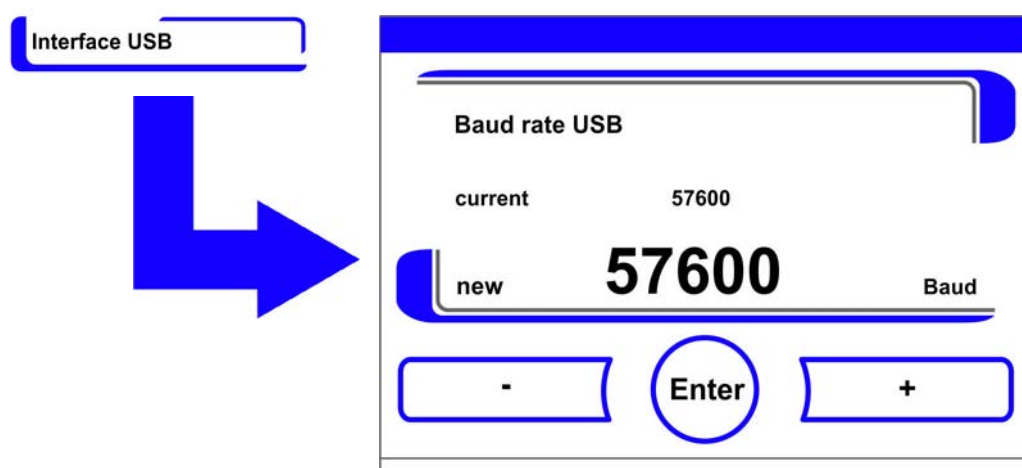 Interface USB
Baud rate USB
current 57600
new 57600 Baud
- Enter +